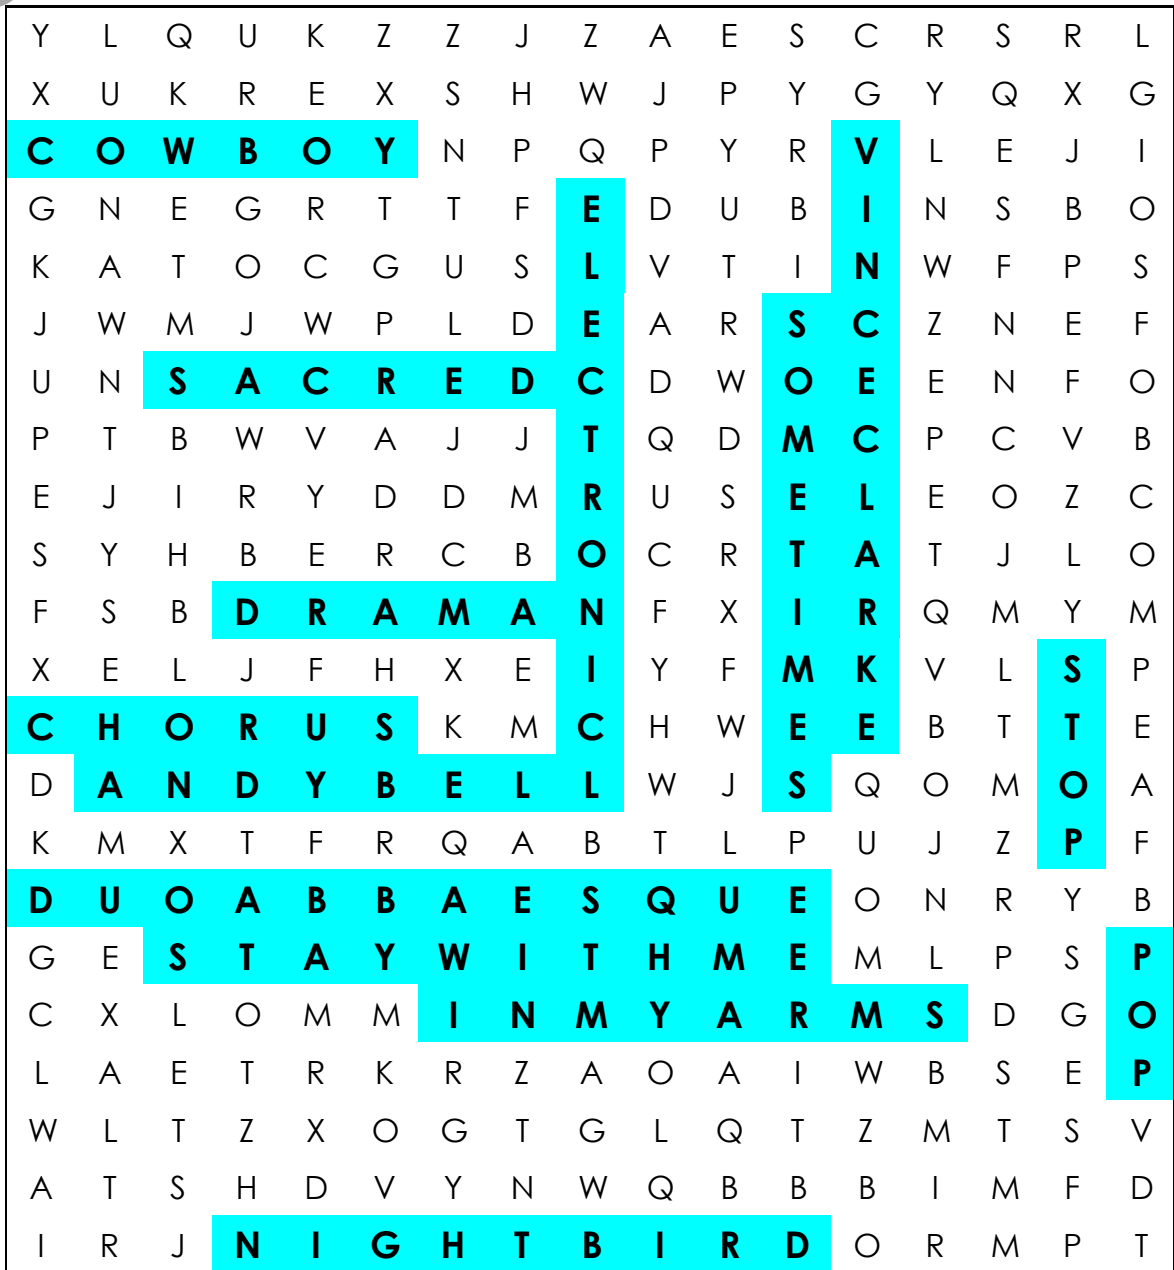 Y L Q U K Z Z J Z A E S C R S R L
X U K R E X S H W J P Y G Y Q X G
C O W B O Y N P Q P Y R V L E J I
G N E G R T T F E D U B I N S B O
K A T O C G U S L V T I N W F P S
J W M J W P L D E A R S C Z N E F
U N S A C R E D C D W O E E N F O
P T B W V A J J T Q D M C P C V B
E J I R Y D D M R U S E L E O Z C
S Y H B E R C B O C R T A T J L O
F S B D R A M A N F X I R Q M Y M
X E L J F H X E I Y F M K V L S P
C H O R U S K M C H W E E B T T E
D A N D Y B E L L W J S Q O M O A
K M X T F R Q A B T L P U J Z P F
D U O A B B A E S Q U E O N R Y B
G E S T A Y W I T H M E M L P S P
C X L O M M I N M Y A R M S D G O
L A E T R K R Z A O A I W B S E P
W L T Z X O G T G L Q T Z M T S V
A T S H D V Y N W Q B B B I M F D
I R J N I G H T B I R D O R M P T